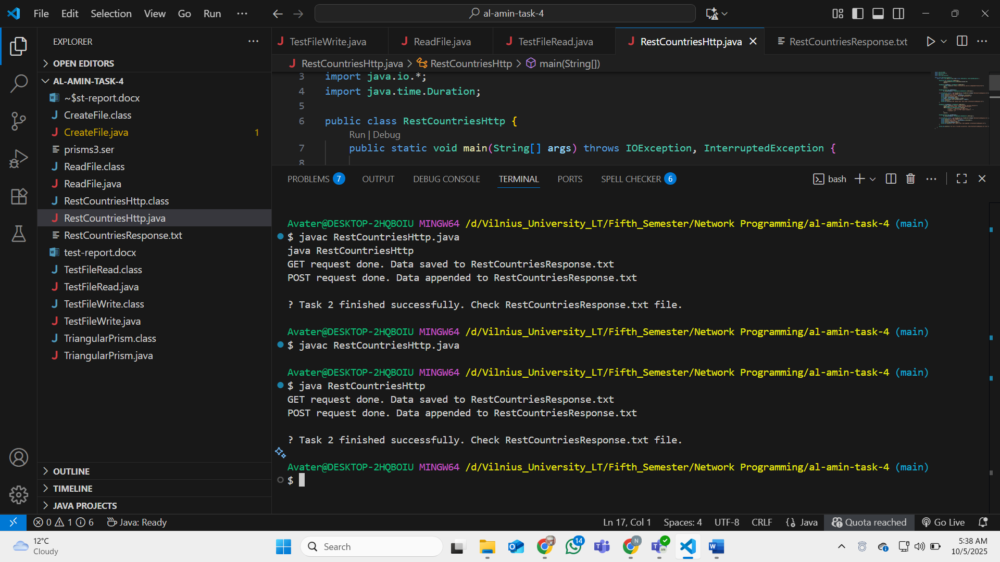 File Edit Selection View Go Run ···
al-amin-task-4
EXPLORER
OPEN EDITORS
AL-AMIN-TASK-4
~$st-report.docx
CreateFile.class
CreateFile.java 1
prisms3.ser
ReadFile.class
ReadFile.java
RestCountriesHttp.class
RestCountriesHttp.java
RestCountriesResponse.txt
test-report.docx
TestFileRead.class
TestFileRead.java
TestFileWrite.class
TestFileWrite.java
TriangularPrism.class
TriangularPrism.java
OUTLINE
TIMELINE
JAVA PROJECTS
TestFileWrite.java ReadFile.java TestFileRead.java RestCountriesHttp.java RestCountriesResponse.txt
RestCountriesHttp.java > RestCountriesHttp > main(String[])
3 import java.io.*;
4 import java.time.Duration;
5
6 public class RestCountriesHttp {
Run | Debug
7 public static void main(String[] args) throws IOException, InterruptedException {
8
PROBLEMS 7 OUTPUT DEBUG CONSOLE TERMINAL PORTS SPELL CHECKER 6 bash
Avater@DESKTOP-2HQBOIU MINGW64 /d/Vilnius_University_LT/Fifth_Semester/Network Programming/al-amin-task-4 (main)
$ javac RestCountriesHttp.java
java RestCountriesHttp
GET request done. Data saved to RestCountriesResponse.txt
POST request done. Data appended to RestCountriesResponse.txt
? Task 2 finished successfully. Check RestCountriesResponse.txt file.
Avater@DESKTOP-2HQBOIU MINGW64 /d/Vilnius_University_LT/Fifth_Semester/Network Programming/al-amin-task-4 (main)
$ javac RestCountriesHttp.java
Avater@DESKTOP-2HQBOIU MINGW64 /d/Vilnius_University_LT/Fifth_Semester/Network Programming/al-amin-task-4 (main)
$ java RestCountriesHttp
GET request done. Data saved to RestCountriesResponse.txt
POST request done. Data appended to RestCountriesResponse.txt
? Task 2 finished successfully. Check RestCountriesResponse.txt file.
Avater@DESKTOP-2HQBOIU MINGW64 /d/Vilnius_University_LT/Fifth_Semester/Network Programming/al-amin-task-4 (main)
$
0 1 6 Java: Ready Ln 17, Col 1 Spaces: 4 UTF-8 CRLF {} Java Quota reached Go Live
12°C
Cloudy
Search
14
5:38 AM
10/5/2025